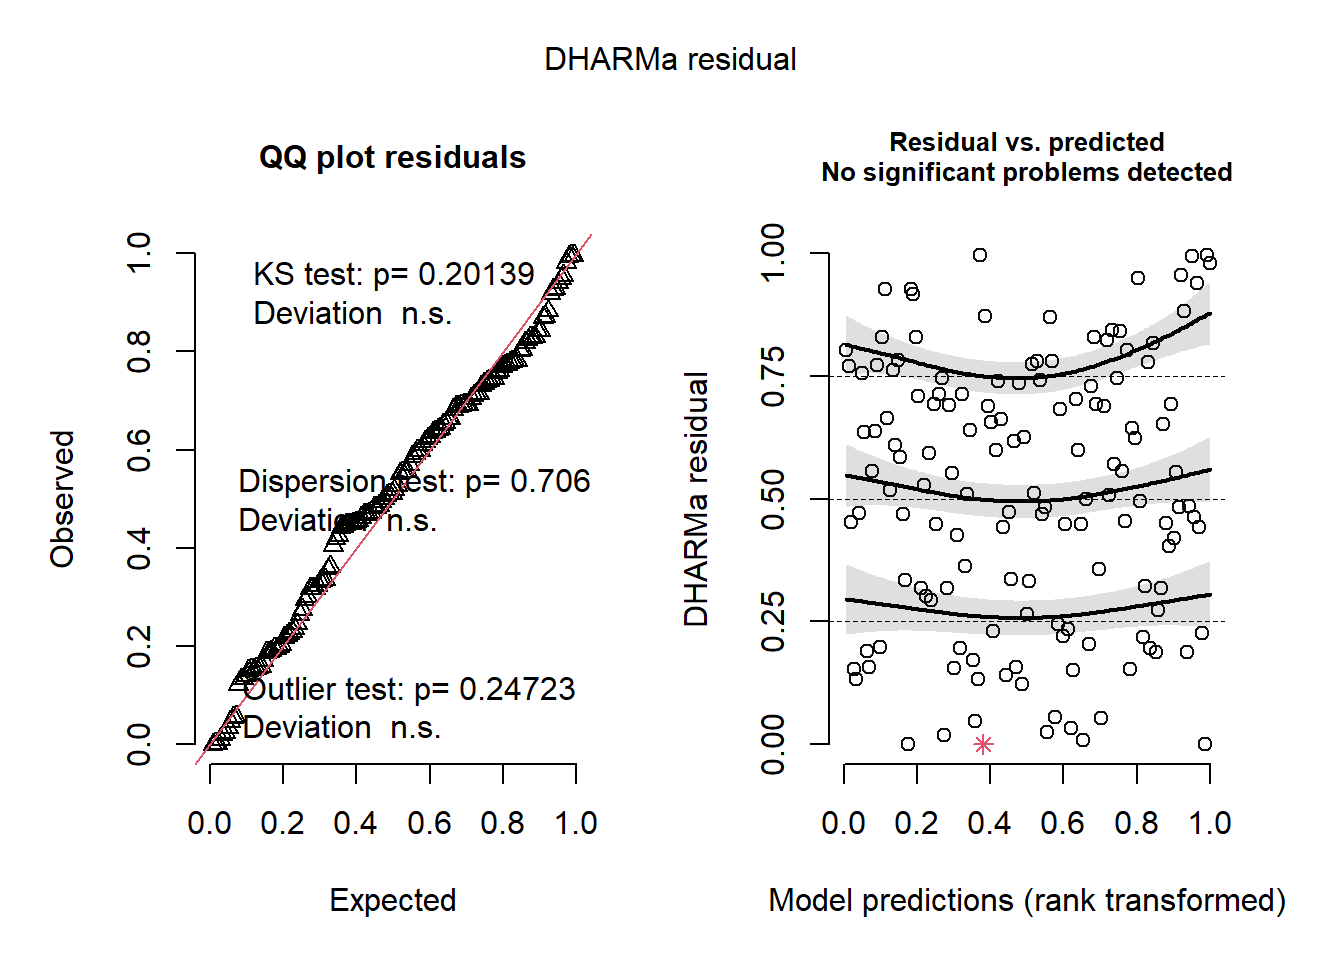 DHARMa residual
QQ plot residuals
KS test: p= 0.20139
Deviation  n.s.
Dispersion test: p= 0.706
Deviation  n.s.
Outlier test: p= 0.24723
Deviation  n.s.
Observed
0.0 0.2 0.4 0.6 0.8 1.0
0.0 0.2 0.4 0.6 0.8 1.0
Expected
Residual vs. predicted
No significant problems detected
DHARMa residual
0.00 0.25 0.50 0.75 1.00
0.0 0.2 0.4 0.6 0.8 1.0
Model predictions (rank transformed)